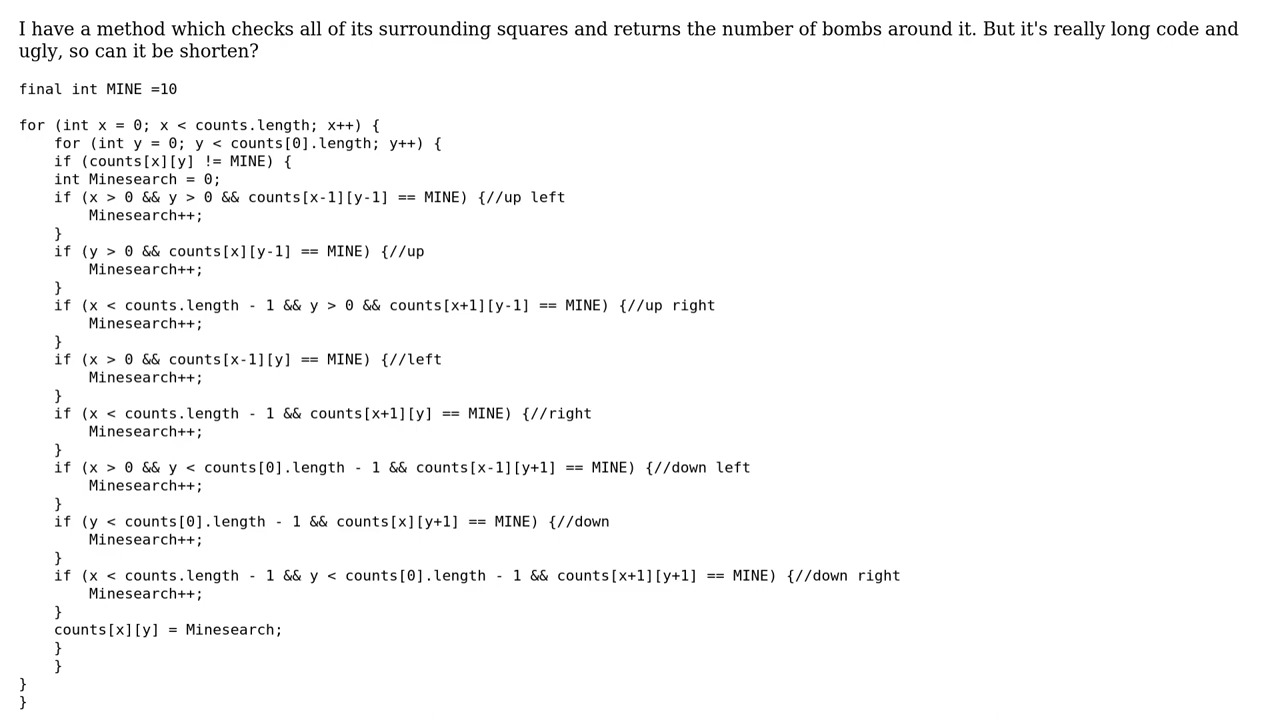 I have a method which checks all of its surrounding squares and returns the number of bombs around it. But it's really long code and
ugly, so can it be shorten?
final int MINE =10
for (int x = 0; x < counts.length; x++) {
    for (int y = 0; y < counts[0].length; y++) {
    if (counts[x][y] != MINE) {
    int Minesearch = 0;
    if (x > 0 && y > 0 && counts[x-1][y-1] == MINE) {//up left
        Minesearch++;
    }
    if (y > 0 && counts[x][y-1] == MINE) {//up
        Minesearch++;
    }
    if (x < counts.length - 1 && y > 0 && counts[x+1][y-1] == MINE) {//up right
        Minesearch++;
    }
    if (x > 0 && counts[x-1][y] == MINE) {//left
        Minesearch++;
    }
    if (x < counts.length - 1 && counts[x+1][y] == MINE) {//right
        Minesearch++;
    }
    if (x > 0 && y < counts[0].length - 1 && counts[x-1][y+1] == MINE) {//down left
        Minesearch++;
    }
    if (y < counts[0].length - 1 && counts[x][y+1] == MINE) {//down
        Minesearch++;
    }
    if (x < counts.length - 1 && y < counts[0].length - 1 && counts[x+1][y+1] == MINE) {//down right
        Minesearch++;
    }
    counts[x][y] = Minesearch;
    }
    }
}
}